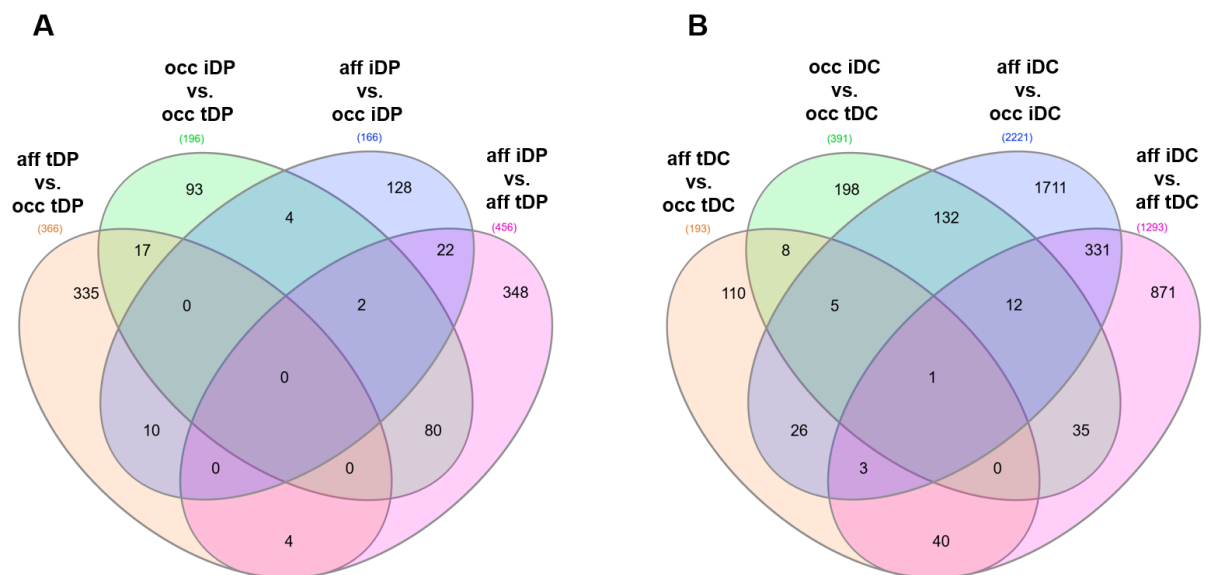 A
occ iDP
vs.
occ tDP
(196)
aff iDP
vs.
occ iDP
(166)
aff tDP
vs.
occ tDP
(366)
aff iDP
vs.
aff tDP
(456)
93
128
4
17
22
335
0
2
348
0
10
80
0
0
4
B
occ iDC
vs.
occ tDC
(391)
aff iDC
vs.
occ iDC
(2221)
aff tDC
vs.
occ tDC
(193)
aff iDC
vs.
aff tDC
(1293)
198
1711
132
8
331
110
5
12
871
1
26
35
3
0
40